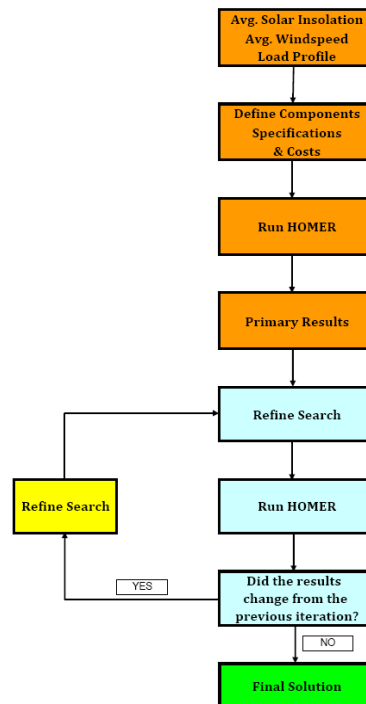 Avg. Solar Insolation
Avg. Windspeed
Load Profile
Define Components
Specifications
& Costs
Run HOMER
Primary Results
Refine Search
Refine Search
Run HOMER
Did the results
change from the
previous iteration?
YES
NO
Final Solution